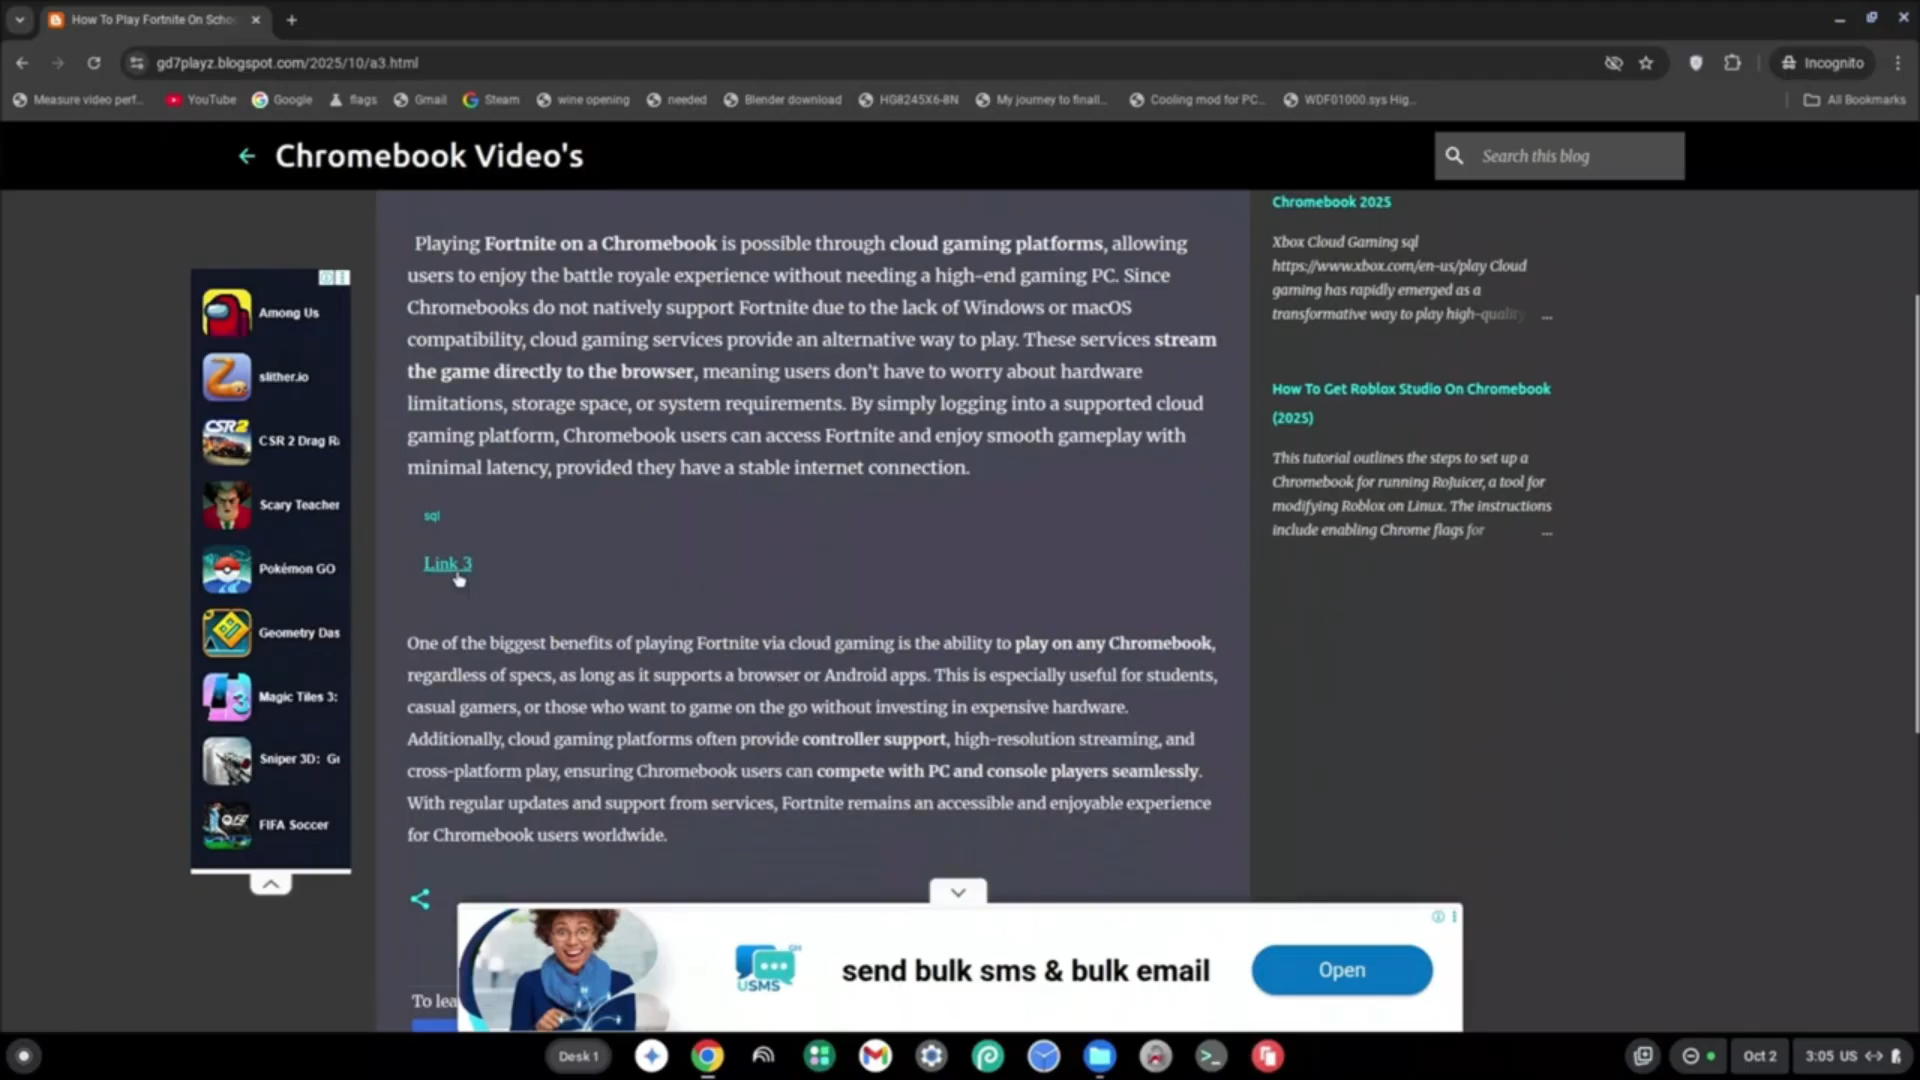 How To Play Fortnite On Scho
gd7playz.blogspot.com/2025/10/a3.html
Incognito
Measure video perf...
YouTube
Google
flags
Gmail
Steam
wine opening
needed
Blender download
HG8245X6-8N
My journey to finall...
Cooling mod for PC...
WDF01000.sys Hig...
All Bookmarks
Chromebook Video's
Search this blog
Among Us
slither.io
CSR 2 Drag Ra
Scary Teacher
Pokémon GO
Geometry Das
Magic Tiles 3:
Sniper 3D: Gu
FIFA Soccer
Playing Fortnite on a Chromebook is possible through cloud gaming platforms, allowing
users to enjoy the battle royale experience without needing a high-end gaming PC. Since
Chromebooks do not natively support Fortnite due to the lack of Windows or macOS
compatibility, cloud gaming services provide an alternative way to play. These services stream
the game directly to the browser, meaning users don't have to worry about hardware
limitations, storage space, or system requirements. By simply logging into a supported cloud
gaming platform, Chromebook users can access Fortnite and enjoy smooth gameplay with
minimal latency, provided they have a stable internet connection.
sql
Link 3
One of the biggest benefits of playing Fortnite via cloud gaming is the ability to play on any Chromebook,
regardless of specs, as long as it supports a browser or Android apps. This is especially useful for students,
casual gamers, or those who want to game on the go without investing in expensive hardware.
Additionally, cloud gaming platforms often provide controller support, high-resolution streaming, and
cross-platform play, ensuring Chromebook users can compete with PC and console players seamlessly.
With regular updates and support from services, Fortnite remains an accessible and enjoyable experience
for Chromebook users worldwide.
To lea
Chromebook 2025
Xbox Cloud Gaming sql
https://www.xbox.com/en-us/play Cloud
gaming has rapidly emerged as a
transformative way to play high-quality ...
How To Get Roblox Studio On Chromebook
(2025)
This tutorial outlines the steps to set up a
Chromebook for running RoJuicer, a tool for
modifying Roblox on Linux. The instructions
include enabling Chrome flags for ...
USMS
GH
send bulk sms & bulk email
Open
Desk 1
Oct 2
3:05 US